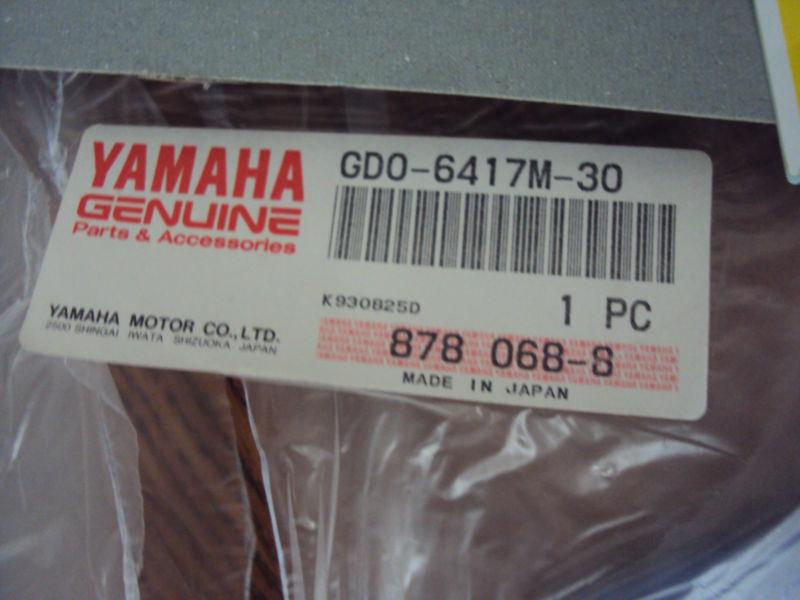 YAMAHA
GENUINE
Parts & Accessories
GD0-6417M-30
K930825D
1 PC
YAMAHA MOTOR CO.,LTD.
2500 SHINGAI IWATA SHIZUOKA JAPAN
878 068-S
MADE IN JAPAN